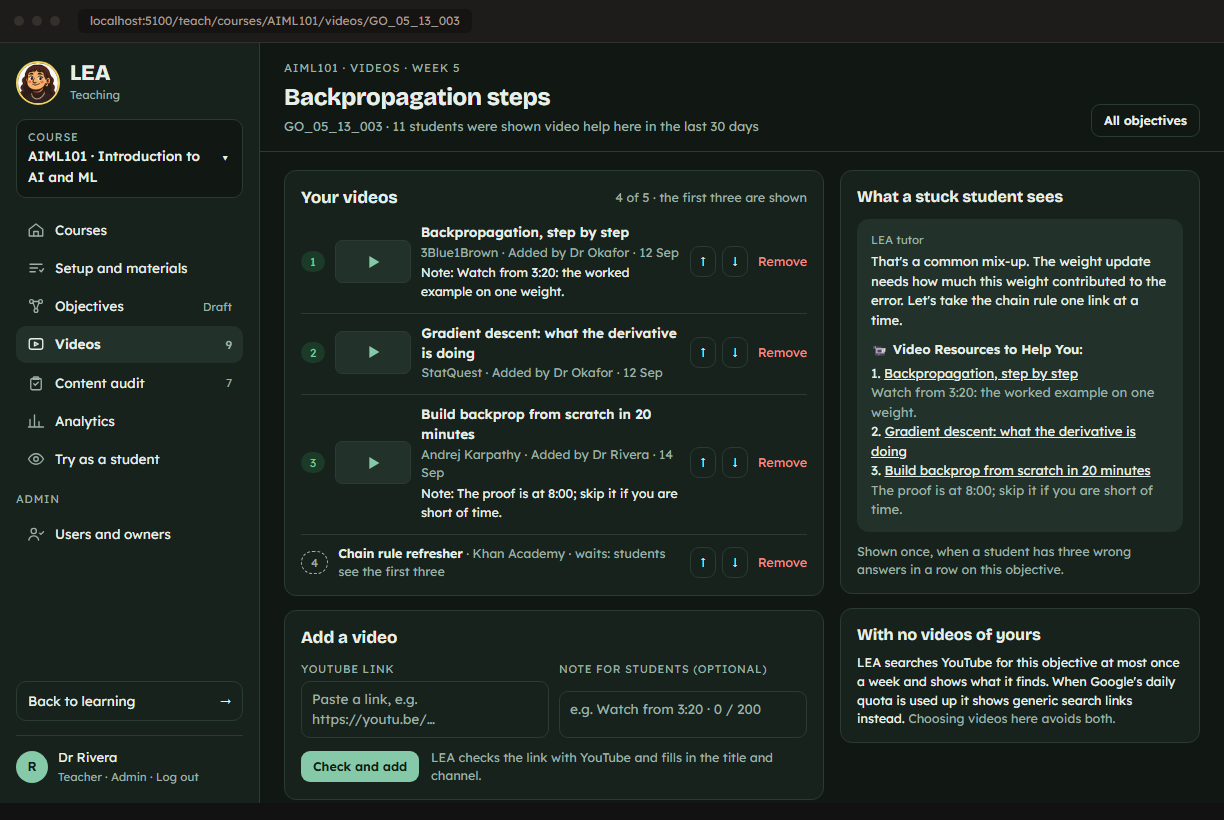 localhost:5100/teach/courses/AIML101/videos/GO_05_13_003
LEA
Teaching
COURSE
AIML101 · Introduction to
AI and ML
▾
Courses
Setup and materials
Objectives
Draft
Videos
9
Content audit
7
Analytics
Try as a student
ADMIN
Users and owners
Back to learning
→
R
Dr Rivera
Teacher · Admin · Log out
AIML101 · VIDEOS · WEEK 5
Backpropagation steps
GO_05_13_003 · 11 students were shown video help here in the last 30 days
All objectives
Your videos
4 of 5 · the first three are shown
1
Backpropagation, step by step
3Blue1Brown · Added by Dr Okafor · 12 Sep
Note: Watch from 3:20: the worked
example on one weight.
↑
↓
Remove
2
Gradient descent: what the derivative
is doing
StatQuest · Added by Dr Okafor · 12 Sep
↑
↓
Remove
3
Build backprop from scratch in 20
minutes
Andrej Karpathy · Added by Dr Rivera · 14
Sep
Note: The proof is at 8:00; skip it if you are
short of time.
↑
↓
Remove
4
Chain rule refresher · Khan Academy · waits: students
see the first three
↑
↓
Remove
Add a video
YOUTUBE LINK
Paste a link, e.g.
https://youtu.be/…
NOTE FOR STUDENTS (OPTIONAL)
e.g. Watch from 3:20 · 0 / 200
Check and add
LEA checks the link with YouTube and fills in the title and
channel.
What a stuck student sees
LEA tutor
That's a common mix-up. The weight update
needs how much this weight contributed to the
error. Let's take the chain rule one link at a
time.
Video Resources to Help You:
1. Backpropagation, step by step
Watch from 3:20: the worked example on one
weight.
2. Gradient descent: what the derivative is
doing
3. Build backprop from scratch in 20 minutes
The proof is at 8:00; skip it if you are short of
time.
Shown once, when a student has three wrong
answers in a row on this objective.
With no videos of yours
LEA searches YouTube for this objective at most once
a week and shows what it finds. When Google's daily
quota is used up it shows generic search links
instead. Choosing videos here avoids both.